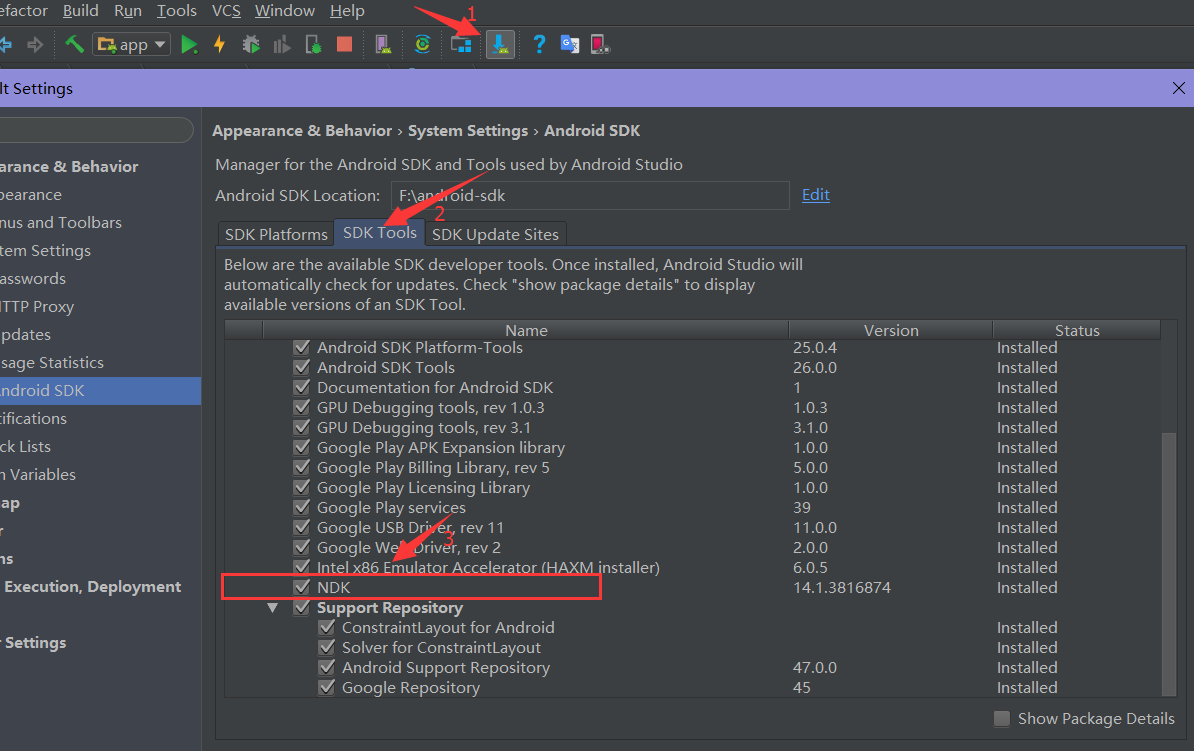 efactor Build Run Tools VCS Window Help
1
app
lt Settings
Appearance & Behavior › System Settings › Android SDK
Manager for the Android SDK and Tools used by Android Studio
Android SDK Location: F:\android-sdk Edit
2
SDK Platforms SDK Tools SDK Update Sites
Below are the available SDK developer tools. Once installed, Android Studio will
automatically check for updates. Check "show package details" to display
available versions of an SDK Tool.
Name Version Status
Android SDK Platform-Tools 25.0.4 Installed
Android SDK Tools 26.0.0 Installed
Documentation for Android SDK 1 Installed
GPU Debugging tools, rev 1.0.3 1.0.3 Installed
GPU Debugging tools, rev 3.1 3.1.0 Installed
Google Play APK Expansion library 1.0.0 Installed
Google Play Billing Library, rev 5 5.0.0 Installed
Google Play Licensing Library 1.0.0 Installed
Google Play services 39 Installed
Google USB Driver, rev 11 11.0.0 Installed
3
Google Web Driver, rev 2 2.0.0 Installed
Intel x86 Emulator Accelerator (HAXM installer) 6.0.5 Installed
NDK 14.1.3816874 Installed
Support Repository
ConstraintLayout for Android Installed
Solver for ConstraintLayout Installed
Android Support Repository 47.0.0 Installed
Google Repository 45 Installed
Show Package Details
arance & Behavior
pearance
nus and Toolbars
tem Settings
asswords
TTP Proxy
pdates
sage Statistics
Android SDK
tifications
ck Lists
h Variables
ap
r
ns
Execution, Deployment
r Settings